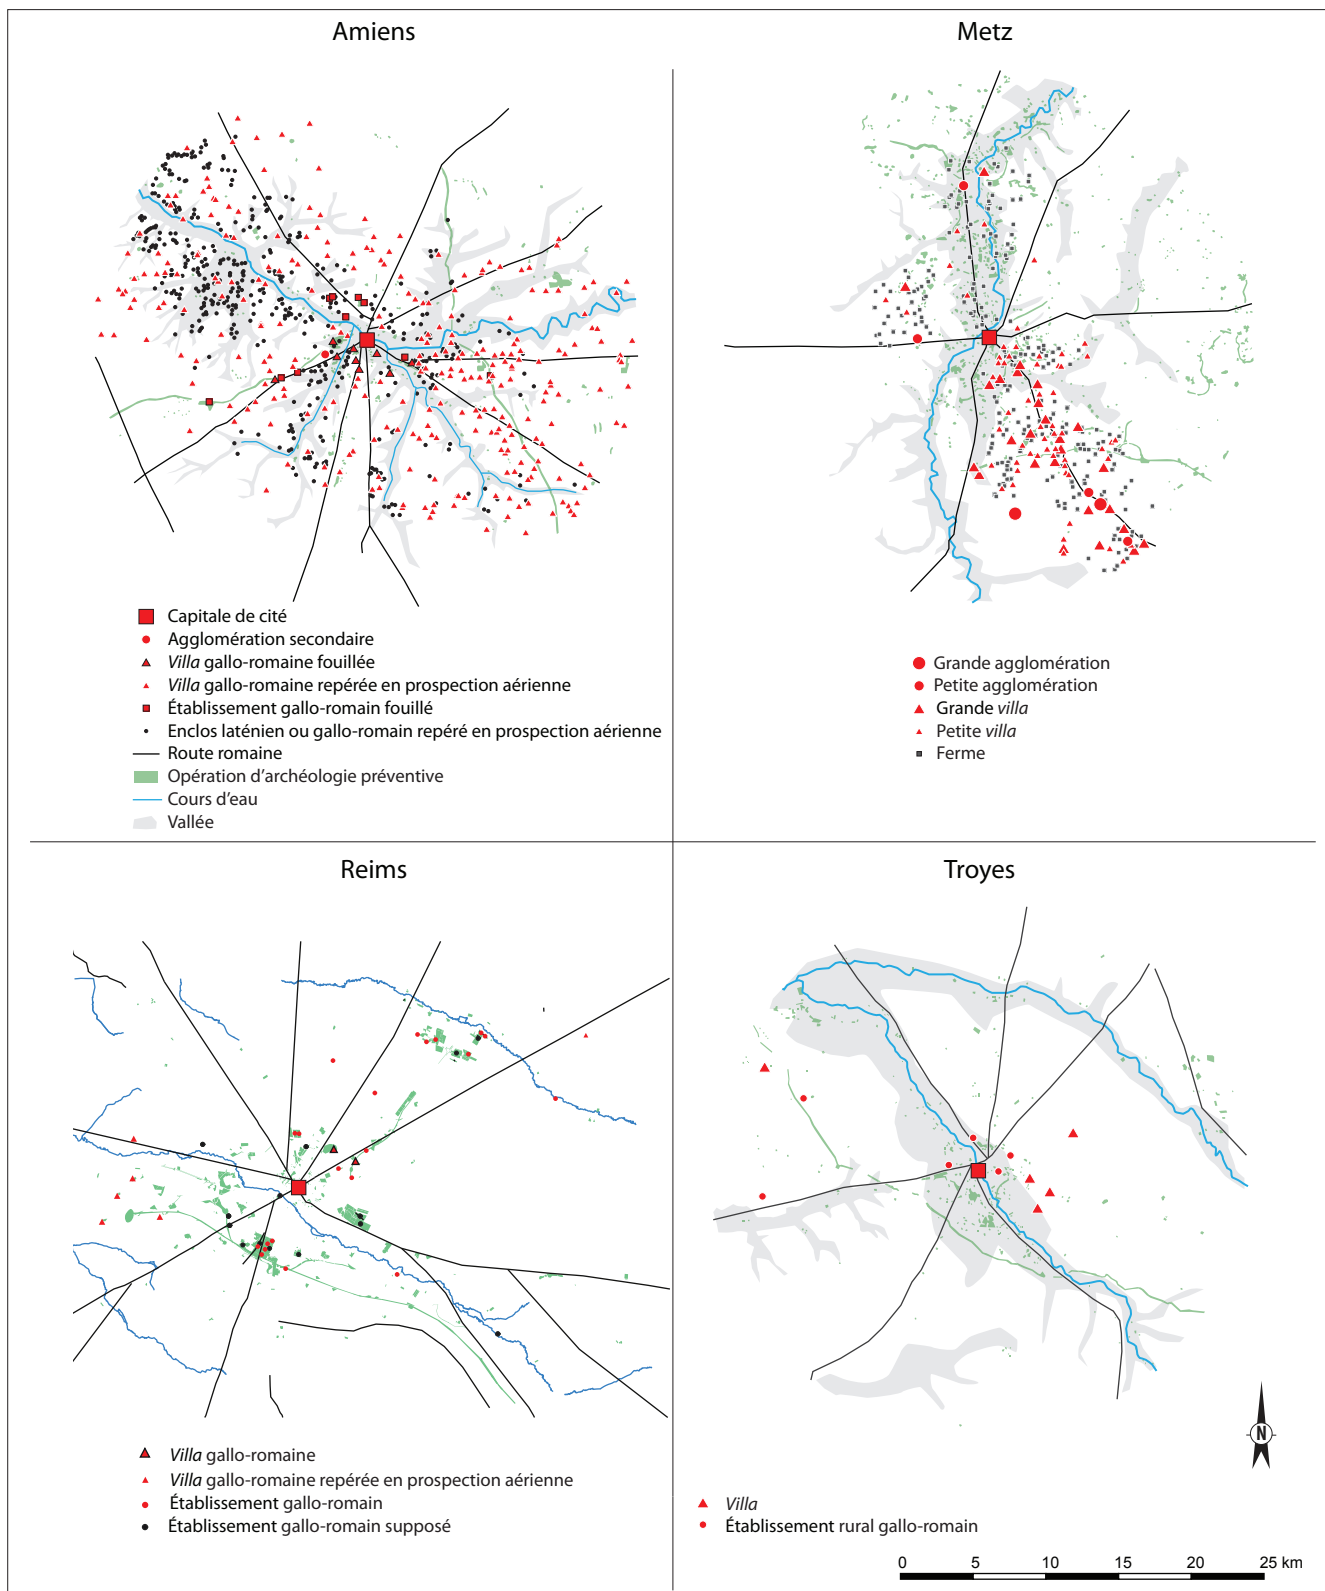 Amiens
Metz
Capitale de cité
Agglomération secondaire
Villa gallo-romaine fouillée
Villa gallo-romaine repérée en prospection aérienne
Établissement gallo-romain fouillé
Enclos laténien ou gallo-romain repéré en prospection aérienne
Route romaine
Opération d'archéologie préventive
Cours d'eau
Vallée
Grande agglomération
Petite agglomération
Grande villa
Petite villa
Ferme
Reims
Troyes
Villa gallo-romaine
Villa gallo-romaine repérée en prospection aérienne
Établissement gallo-romain
Établissement gallo-romain supposé
N
Villa
Établissement rural gallo-romain
0 5 10 15 20 25 km